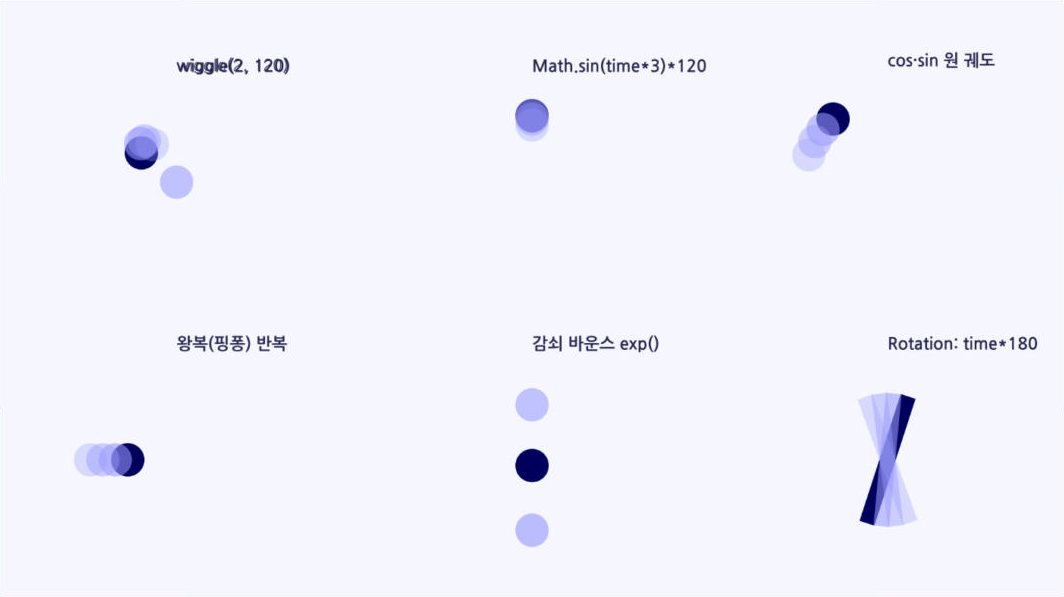 wiggle(2, 120)
Math.sin(time*3)*120
cos·sin 원 궤도
왕복(핑퐁) 반복
감쇠 바운스 exp()
Rotation: time*180